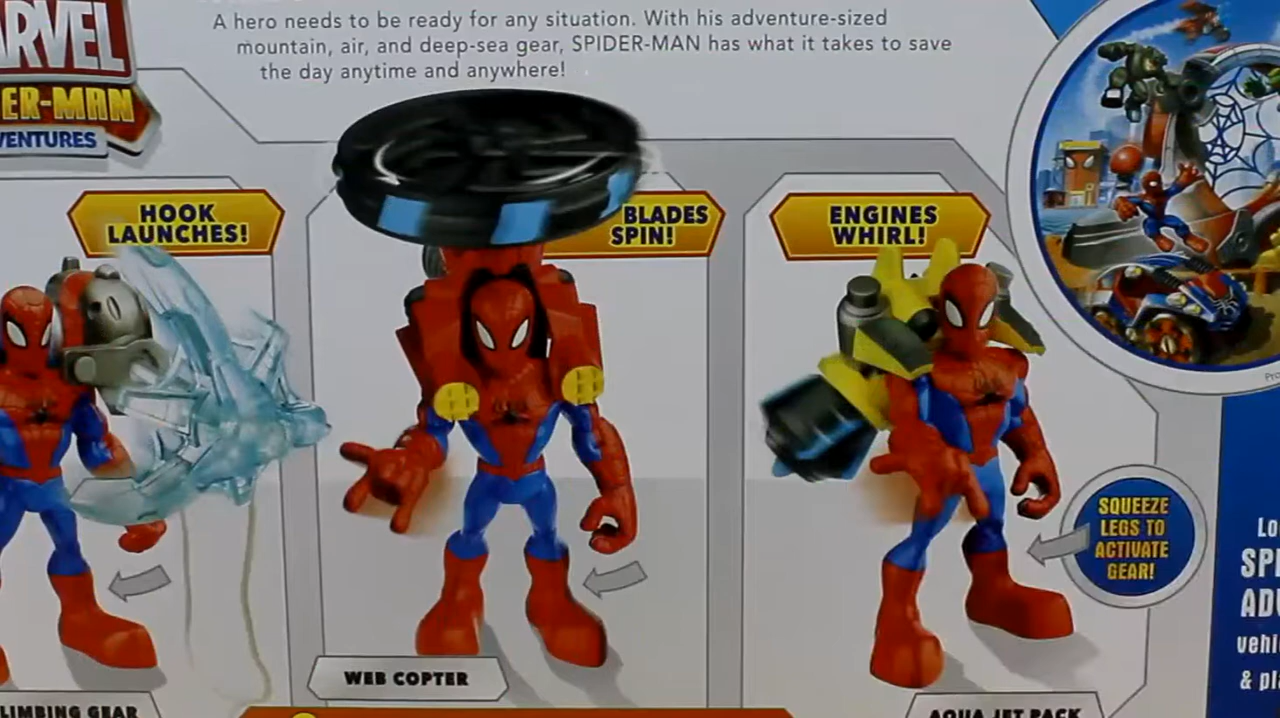 A hero needs to be ready for any situation. With his adventure-sized
mountain, air, and deep-sea gear, SPIDER-MAN has what it takes to save
the day anytime and anywhere!
ARVEL
ER-MAN
VENTURES
HOOK
LAUNCHES!
BLADES
SPIN!
ENGINES
WHIRL!
SQUEEZE
LEGS TO
ACTIVATE
GEAR!
WEB COPTER
LIMBING GEAR
AQUA JET PACK
Lo
SPI
ADV
vehi
& pl